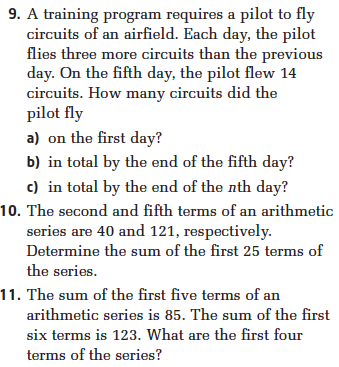 9. A training program requires a pilot to fly
circuits of an airfield. Each day, the pilot
flies three more circuits than the previous
day. On the fifth day, the pilot flew 14
circuits. How many circuits did the
pilot fly
a) on the first day?
b) in total by the end of the fifth day?
c) in total by the end of the nth day?
10. The second and fifth terms of an arithmetic
series are 40 and 121, respectively.
Determine the sum of the first 25 terms of
the series.
11. The sum of the first five terms of an
arithmetic series is 85. The sum of the first
six terms is 123. What are the first four
terms of the series?